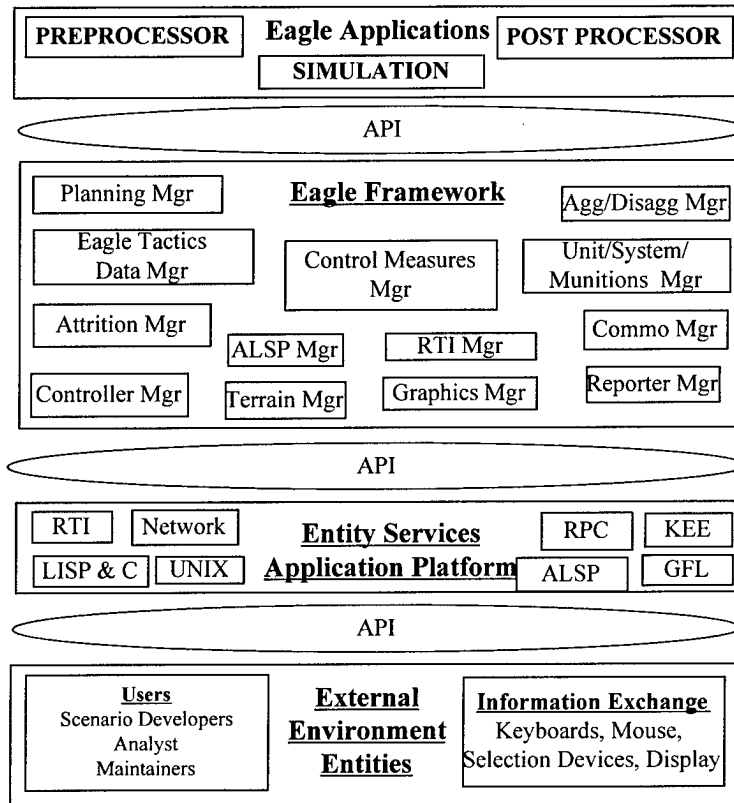 PREPROCESSOR
Eagle Applications
POST PROCESSOR
SIMULATION
API
Planning Mgr
Eagle Framework
Agg/Disagg Mgr
Eagle Tactics
Data Mgr
Control Measures
Mgr
Unit/System/
Munitions Mgr
Attrition Mgr
ALSP Mgr
RTI Mgr
Commo Mgr
Controller Mgr
Terrain Mgr
Graphics Mgr
Reporter Mgr
API
RTI
Network
Entity Services
Application Platform
RPC
KEE
LISP & C
UNIX
ALSP
GFL
API
Users
Scenario Developers
Analyst
Maintainers
External
Environment
Entities
Information Exchange
Keyboards, Mouse,
Selection Devices, Display